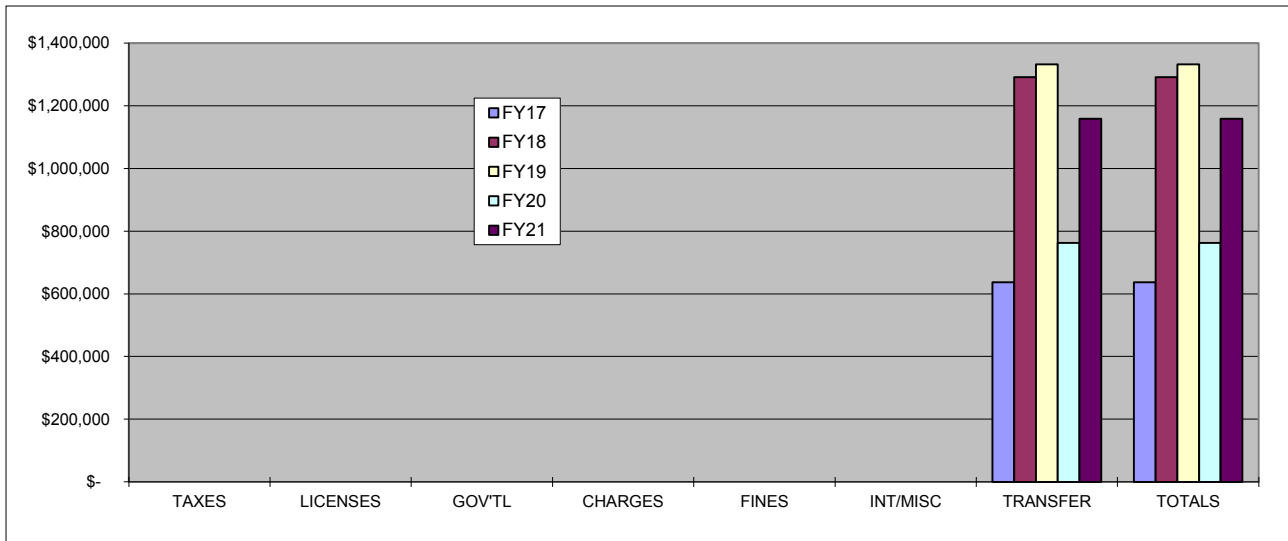 $1,400,000
$1,200,000
$1,000,000
$800,000
$600,000
$400,000
$200,000
$-
FY17
FY18
FY19
FY20
FY21
TAXES LICENSES GOV'TL CHARGES FINES INT/MISC TRANSFER TOTALS